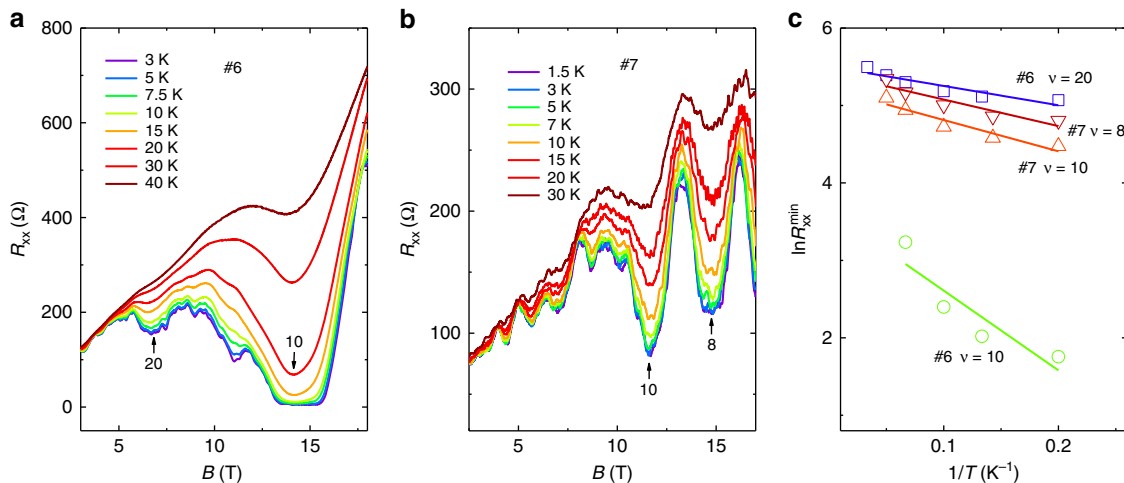 a
800
600
400
200
0
R_xx (Ω)
3 K
5 K
7.5 K
10 K
15 K
20 K
30 K
40 K
#6
20
10
5
10
15
B (T)
b
300
200
100
R_xx (Ω)
1.5 K
3 K
5 K
7 K
10 K
15 K
20 K
30 K
#7
10
8
5
10
15
B (T)
c
6
4
2
lnR_xx^min
#6 ν = 20
#7 ν = 8
#7 ν = 10
#6 ν = 10
0.1
0.2
1/T (K⁻¹)